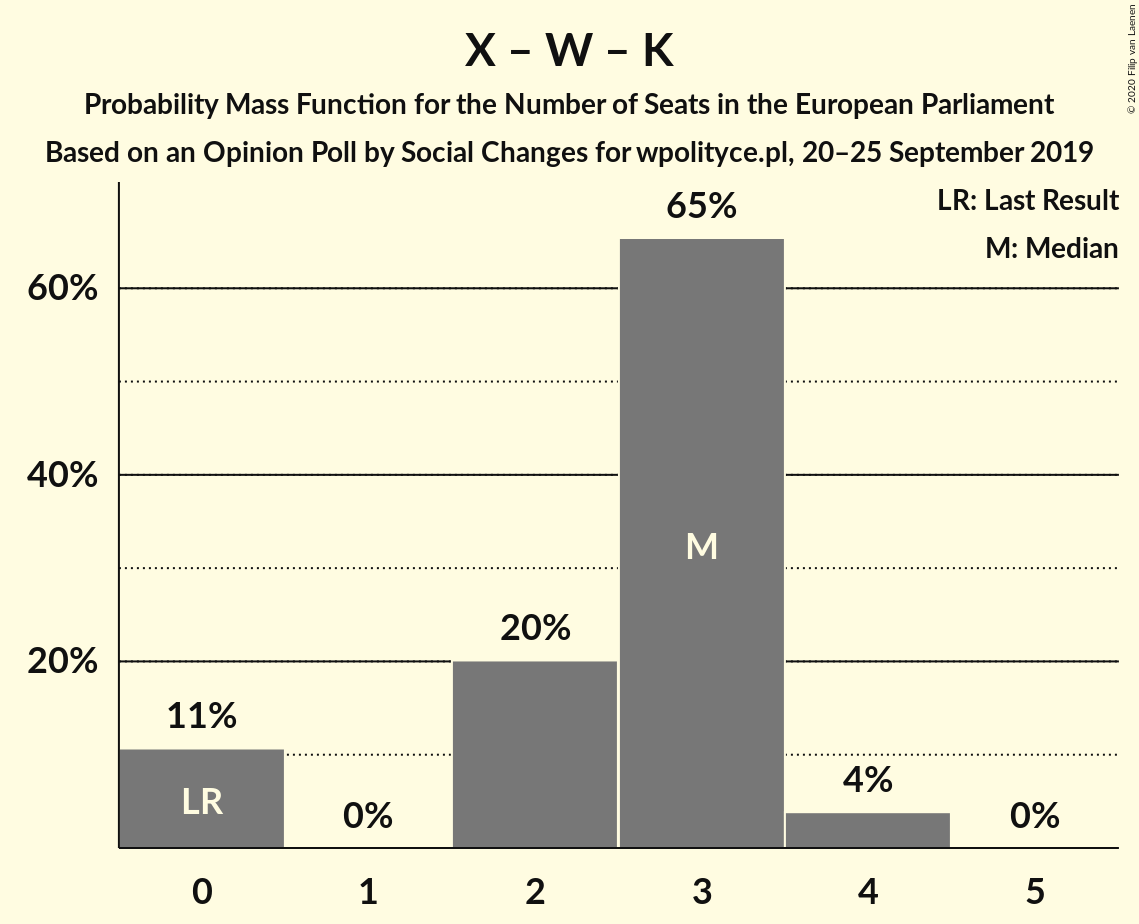 X – W – K
Probability Mass Function for the Number of Seats in the European Parliament
Based on an Opinion Poll by Social Changes for wpolityce.pl, 20–25 September 2019
© 2020 Filip van Laenen
LR: Last Result
M: Median
65%
60%
40%
M
20%
20%
11%
LR
0%
4%
0%
0 1 2 3 4 5